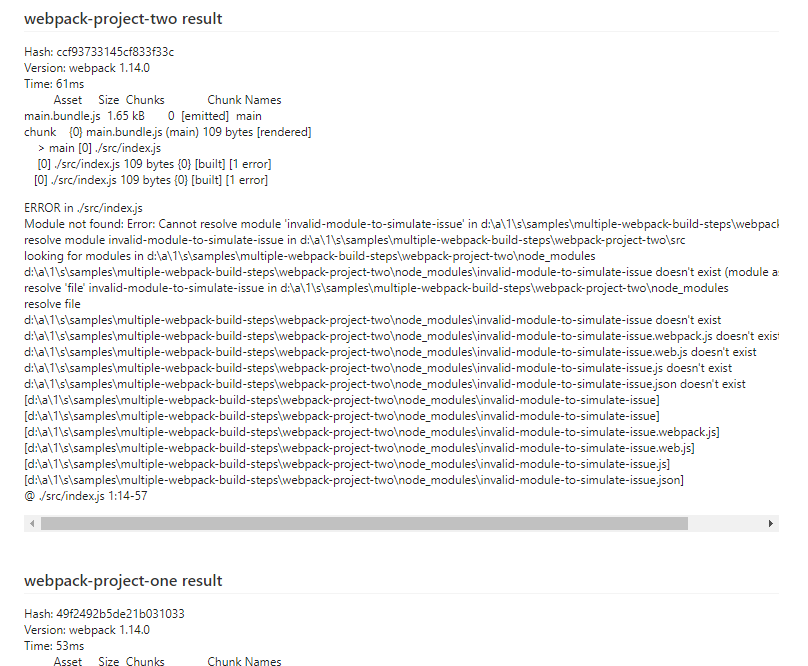 webpack-project-two result
Hash: ccf93733145cf833f33c
Version: webpack 1.14.0
Time: 61ms
Asset Size Chunks Chunk Names
main.bundle.js 1.65 kB 0 [emitted] main
chunk {0} main.bundle.js (main) 109 bytes [rendered]
> main [0] ./src/index.js
[0] ./src/index.js 109 bytes {0} [built] [1 error]
[0] ./src/index.js 109 bytes {0} [built] [1 error]
ERROR in ./src/index.js
Module not found: Error: Cannot resolve module 'invalid-module-to-simulate-issue' in d:\a\1\s\samples\multiple-webpack-build-steps\webpack
resolve module invalid-module-to-simulate-issue in d:\a\1\s\samples\multiple-webpack-build-steps\webpack-project-two\src
looking for modules in d:\a\1\s\samples\multiple-webpack-build-steps\webpack-project-two\node_modules
d:\a\1\s\samples\multiple-webpack-build-steps\webpack-project-two\node_modules\invalid-module-to-simulate-issue doesn't exist (module as
resolve 'file' invalid-module-to-simulate-issue in d:\a\1\s\samples\multiple-webpack-build-steps\webpack-project-two\node_modules
resolve file
d:\a\1\s\samples\multiple-webpack-build-steps\webpack-project-two\node_modules\invalid-module-to-simulate-issue doesn't exist
d:\a\1\s\samples\multiple-webpack-build-steps\webpack-project-two\node_modules\invalid-module-to-simulate-issue.webpack.js doesn't exist
d:\a\1\s\samples\multiple-webpack-build-steps\webpack-project-two\node_modules\invalid-module-to-simulate-issue.web.js doesn't exist
d:\a\1\s\samples\multiple-webpack-build-steps\webpack-project-two\node_modules\invalid-module-to-simulate-issue.js doesn't exist
d:\a\1\s\samples\multiple-webpack-build-steps\webpack-project-two\node_modules\invalid-module-to-simulate-issue.json doesn't exist
[d:\a\1\s\samples\multiple-webpack-build-steps\webpack-project-two\node_modules\invalid-module-to-simulate-issue]
[d:\a\1\s\samples\multiple-webpack-build-steps\webpack-project-two\node_modules\invalid-module-to-simulate-issue]
[d:\a\1\s\samples\multiple-webpack-build-steps\webpack-project-two\node_modules\invalid-module-to-simulate-issue.webpack.js]
[d:\a\1\s\samples\multiple-webpack-build-steps\webpack-project-two\node_modules\invalid-module-to-simulate-issue.web.js]
[d:\a\1\s\samples\multiple-webpack-build-steps\webpack-project-two\node_modules\invalid-module-to-simulate-issue.js]
[d:\a\1\s\samples\multiple-webpack-build-steps\webpack-project-two\node_modules\invalid-module-to-simulate-issue.json]
@ ./src/index.js 1:14-57
webpack-project-one result
Hash: 49f2492b5de21b031033
Version: webpack 1.14.0
Time: 53ms
Asset Size Chunks Chunk Names